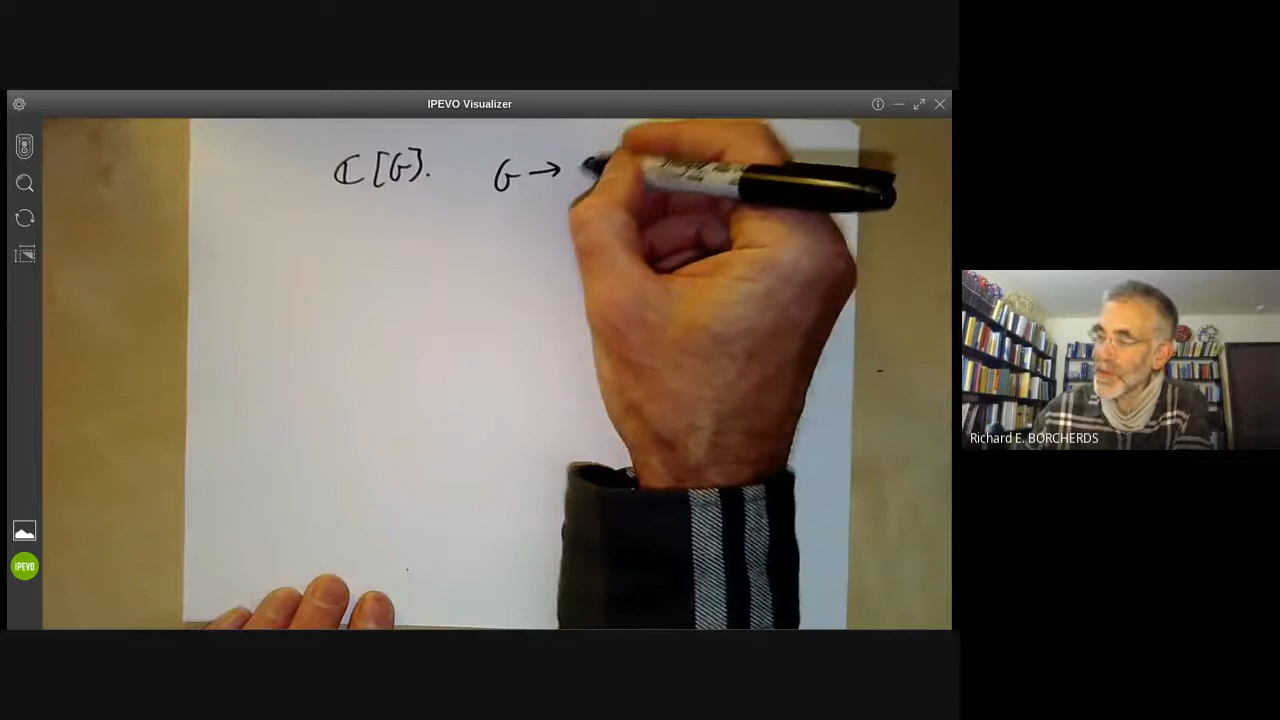 IPEVO Visualizer
ℂ[G]. G →
Richard E. BORCHERDS
IPEVO